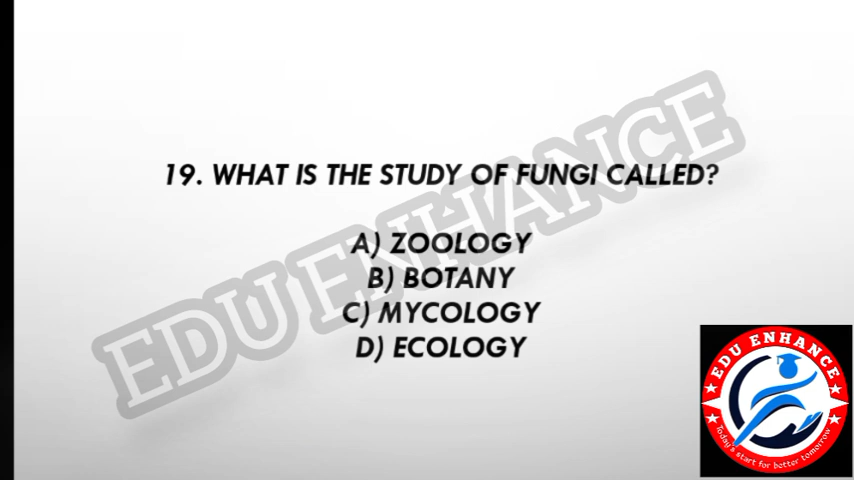 19. WHAT IS THE STUDY OF FUNGI CALLED?
A) ZOOLOGY
B) BOTANY
C) MYCOLOGY
D) ECOLOGY
EDU ENHANCE
EDU ENHANCE
Today's start for better tomorrow